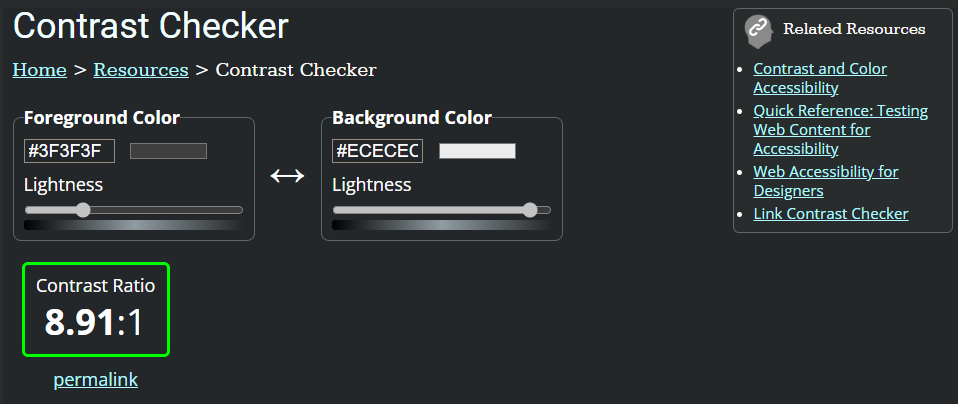 Contrast Checker
Home > Resources > Contrast Checker
Foreground Color
#3F3F3F
Lightness
Background Color
#ECECEC
Lightness
Contrast Ratio
8.91:1
permalink
Related Resources
Contrast and Color
Accessibility
Quick Reference: Testing
Web Content for
Accessibility
Web Accessibility for
Designers
Link Contrast Checker